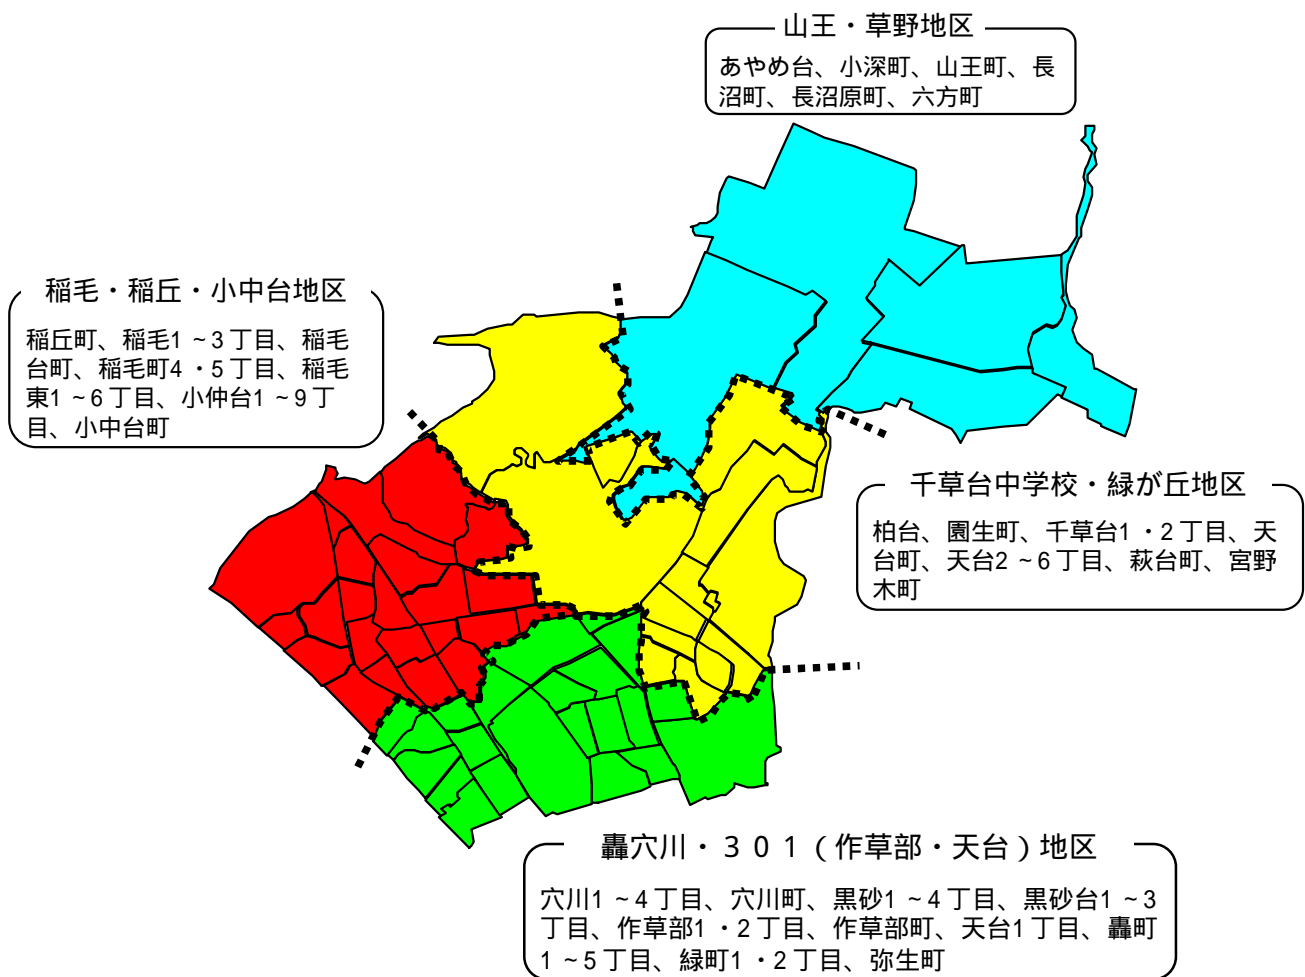 山王・草野地区
あやめ台、小深町、山王町、長
沼町、長沼原町、六方町
稲毛・稲丘・小中台地区
稲丘町、稲毛1～3丁目、稲毛
台町、稲毛町4・5丁目、稲毛
東1～6丁目、小仲台1～9丁
目、小中台町
千草台中学校・緑が丘地区
柏台、園生町、千草台1・2丁目、天
台町、天台2～6丁目、萩台町、宮野
木町
轟穴川・３０１（作草部・天台）地区
穴川1～4丁目、穴川町、黒砂1～4丁目、黒砂台1～3
丁目、作草部1・2丁目、作草部町、天台1丁目、轟町
1～5丁目、緑町1・2丁目、弥生町